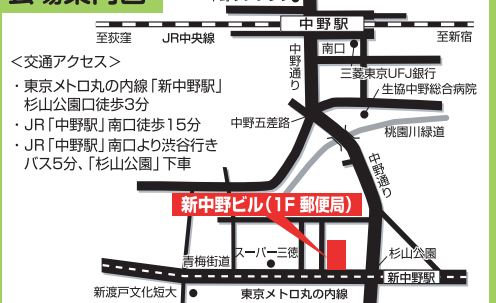 会場案内図
中野駅
至荻窪
JR中央線
至新宿
南口
中野通り
<交通アクセス>
・東京メトロ丸の内線「新中野駅」
杉山公園口徒歩3分
・JR「中野駅」南口徒歩15分
・JR「中野駅」南口より渋谷行き
バス5分、「杉山公園」下車
三菱東京UFJ銀行
生協中野総合病院
中野五差路
桃園川緑道
中野通り
新中野ビル(1F 郵便局)
青梅街道
スーパー三徳
杉山公園
新中野駅
新渡戸文化短大
東京メトロ丸の内線